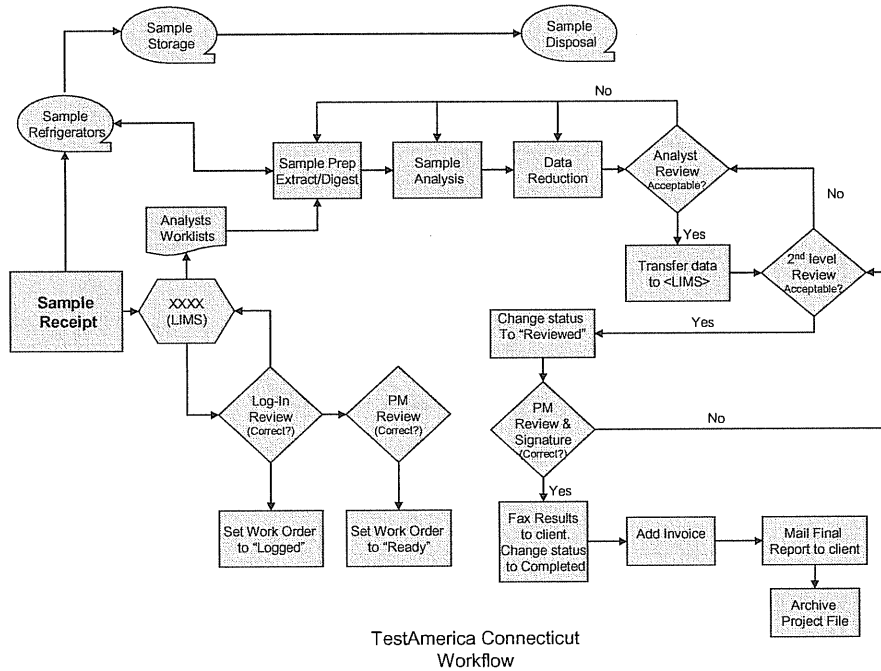 Sample
Storage
Sample
Disposal
Sample
Refrigerators
No
Sample Prep
Extract/Digest
Sample
Analysis
Data
Reduction
Analyst
Review
Acceptable?
No
Analysts
Worklists
Yes
Transfer data
to <LIMS>
2nd level
Review
Acceptable?
Sample
Receipt
XXXX
(LIMS)
Change status
To “Reviewed”
Yes
Log-In
Review
(Correct?)
PM
Review
(Correct?)
PM
Review &
Signature
(Correct?)
No
Yes
Set Work Order
to “Logged”
Set Work Order
to “Ready”
Fax Results
to client.
Change status
to Completed
Add Invoice
Mail Final
Report to client
Archive
Project File
TestAmerica Connecticut
Workflow